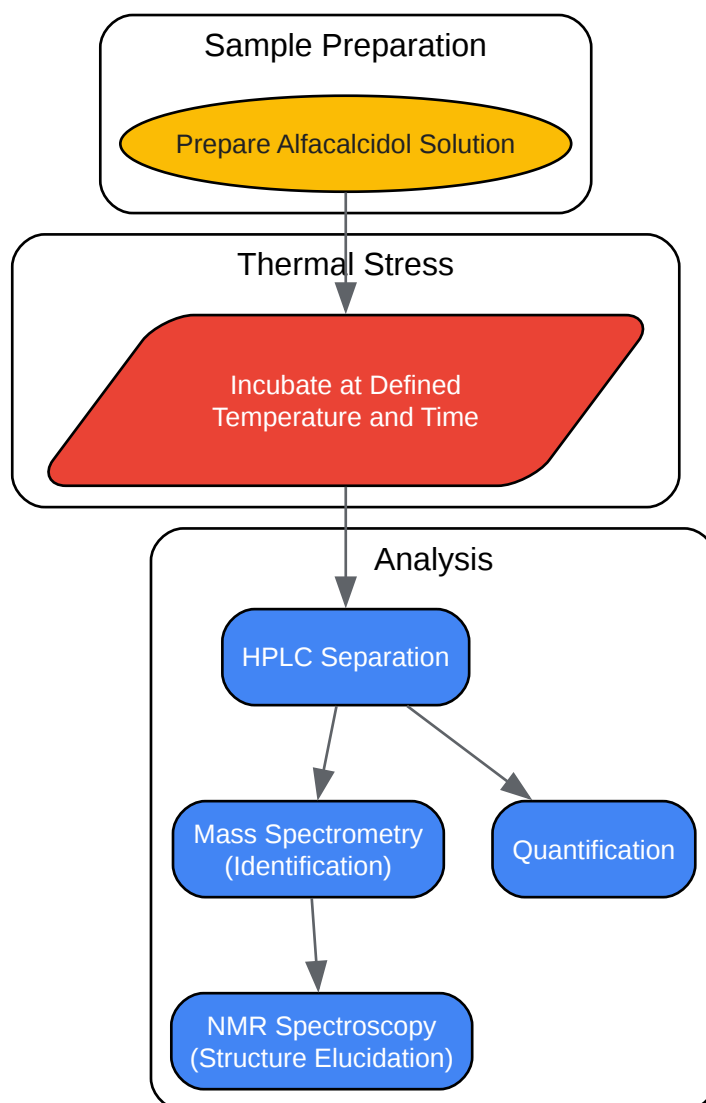 Sample Preparation
Prepare Alfacalcidol Solution
Thermal Stress
Incubate at Defined
Temperature and Time
Analysis
HPLC Separation
Mass Spectrometry
(Identification)
Quantification
NMR Spectroscopy
(Structure Elucidation)